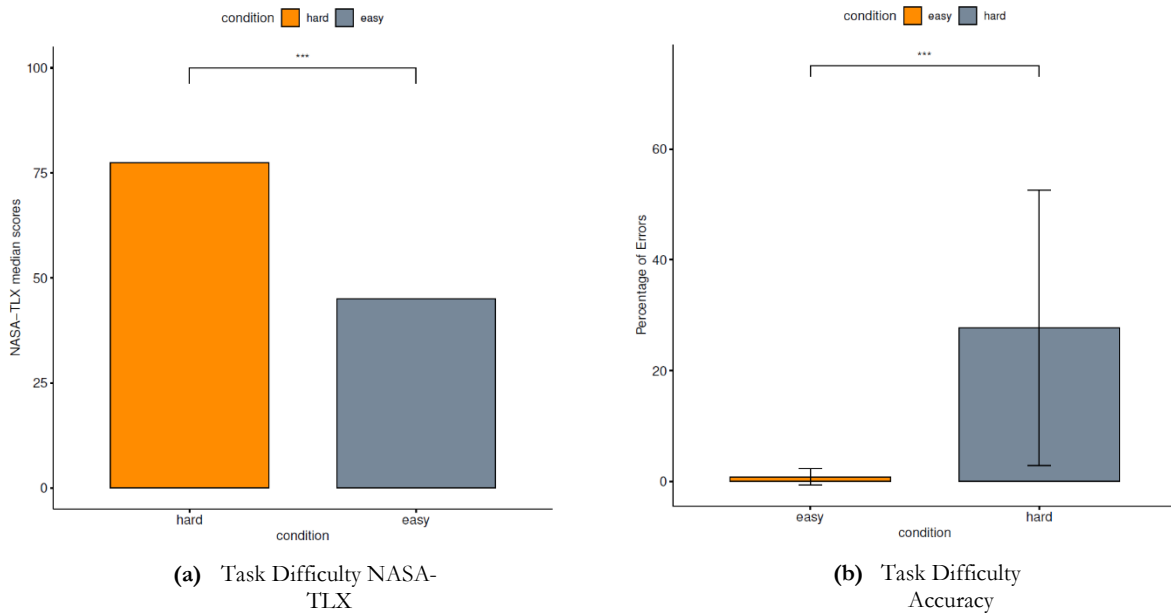 condition hard easy
***
100
75
50
25
0
NASA-TLX median scores
hard easy
condition
(a) Task Difficulty NASA-
TLX
condition easy hard
***
60
40
20
0
Percentage of Errors
easy hard
condition
(b) Task Difficulty
Accuracy